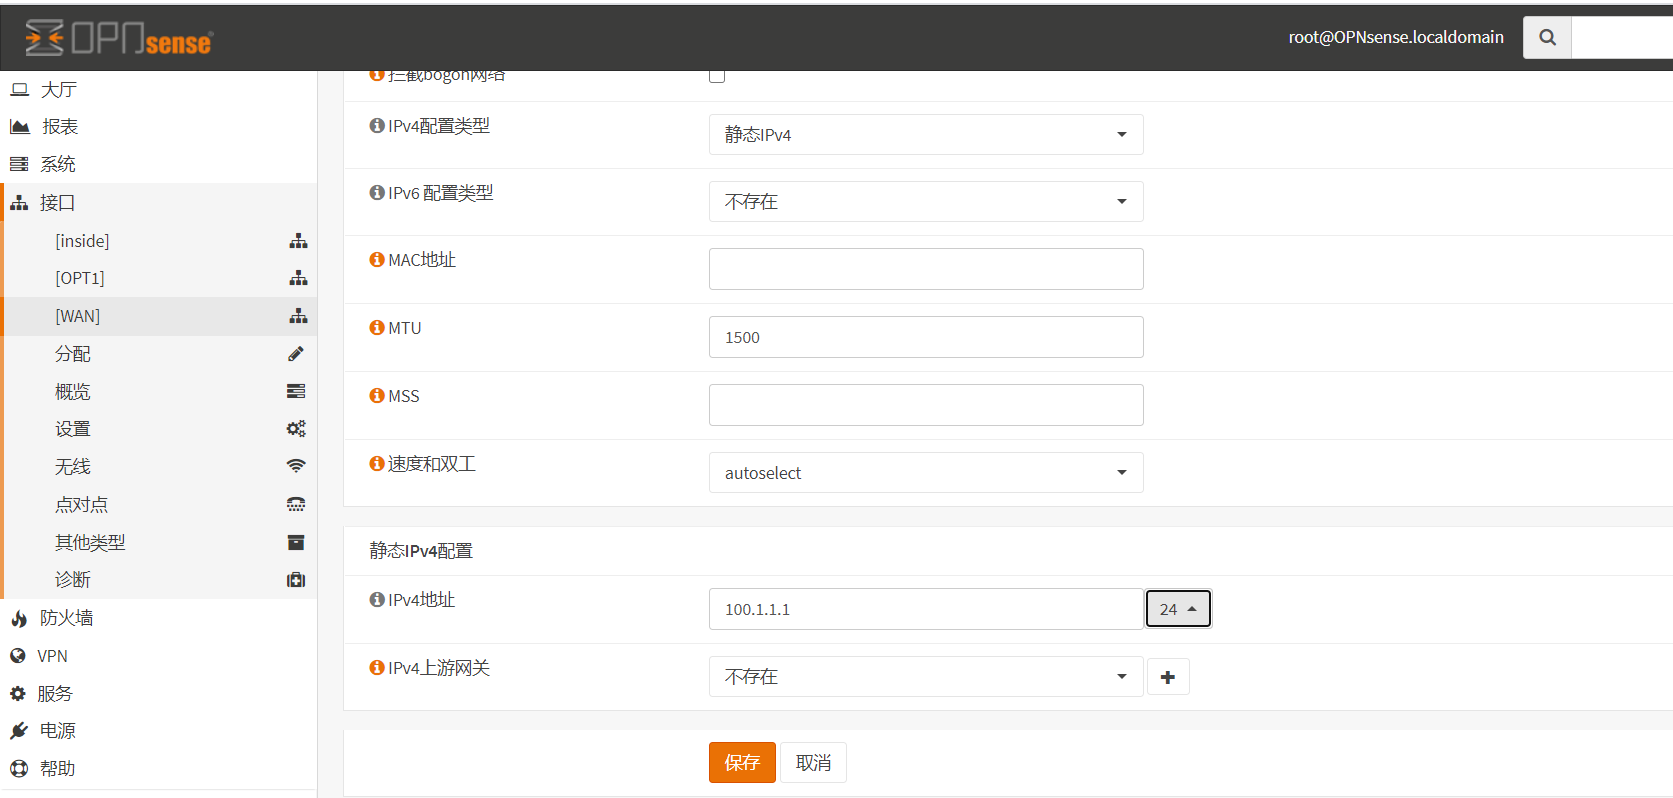 OPNsense
root@OPNsense.localdomain
大厅
报表
系统
接口
[inside]
[OPT1]
[WAN]
分配
概览
设置
无线
点对点
其他类型
诊断
防火墙
VPN
服务
电源
帮助
拦截bogon网络
IPv4配置类型
静态IPv4
IPv6 配置类型
不存在
MAC地址
MTU
1500
MSS
速度和双工
autoselect
静态IPv4配置
IPv4地址
100.1.1.1
24
IPv4上游网关
不存在
保存
取消